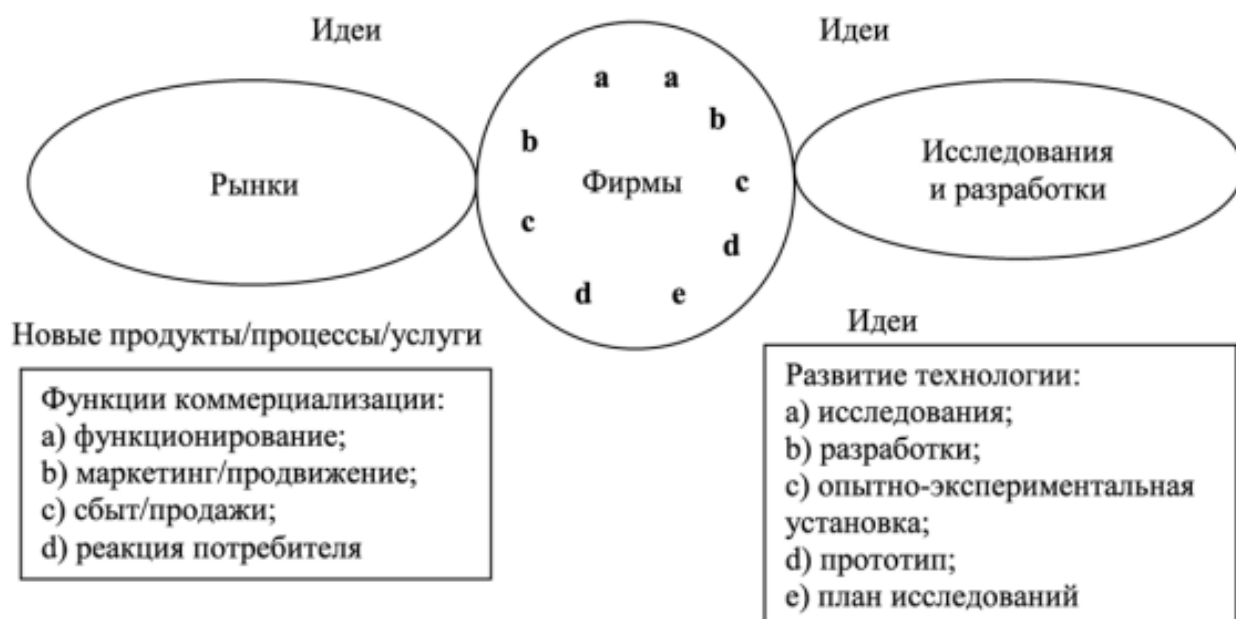 Идеи
Идеи
a a
b
b
Рынки
Фирмы
c
Исследования
и разработки
c
d
d
e
Новые продукты/процессы/услуги
Идеи
Функции коммерциализации:
a) функционирование;
b) маркетинг/продвижение;
c) сбыт/продажи;
d) реакция потребителя
Развитие технологии:
a) исследования;
b) разработки;
c) опытно-экспериментальная
установка;
d) прототип;
e) план исследований